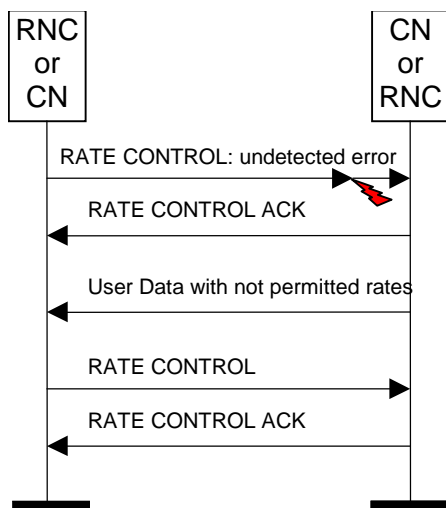 RNC
or
CN
CN
or
RNC
RATE CONTROL: undetected error
RATE CONTROL ACK
User Data with not permitted rates
RATE CONTROL
RATE CONTROL ACK